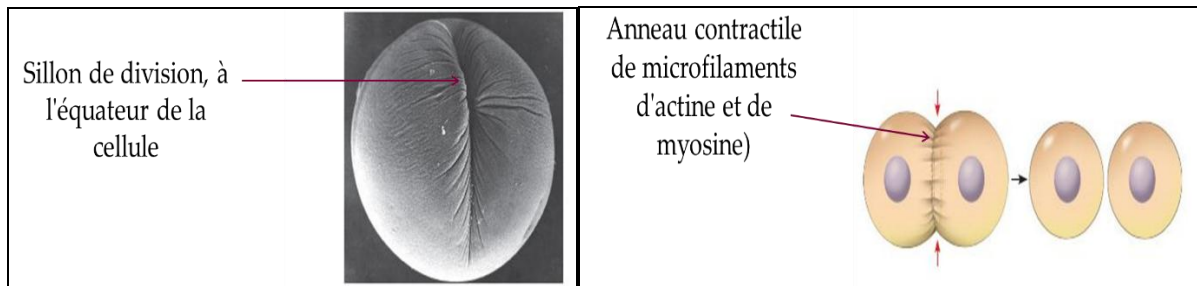 Sillon de division, à
l'équateur de la
cellule
Anneau contractile
de microfilaments
d'actine et de
myosine)